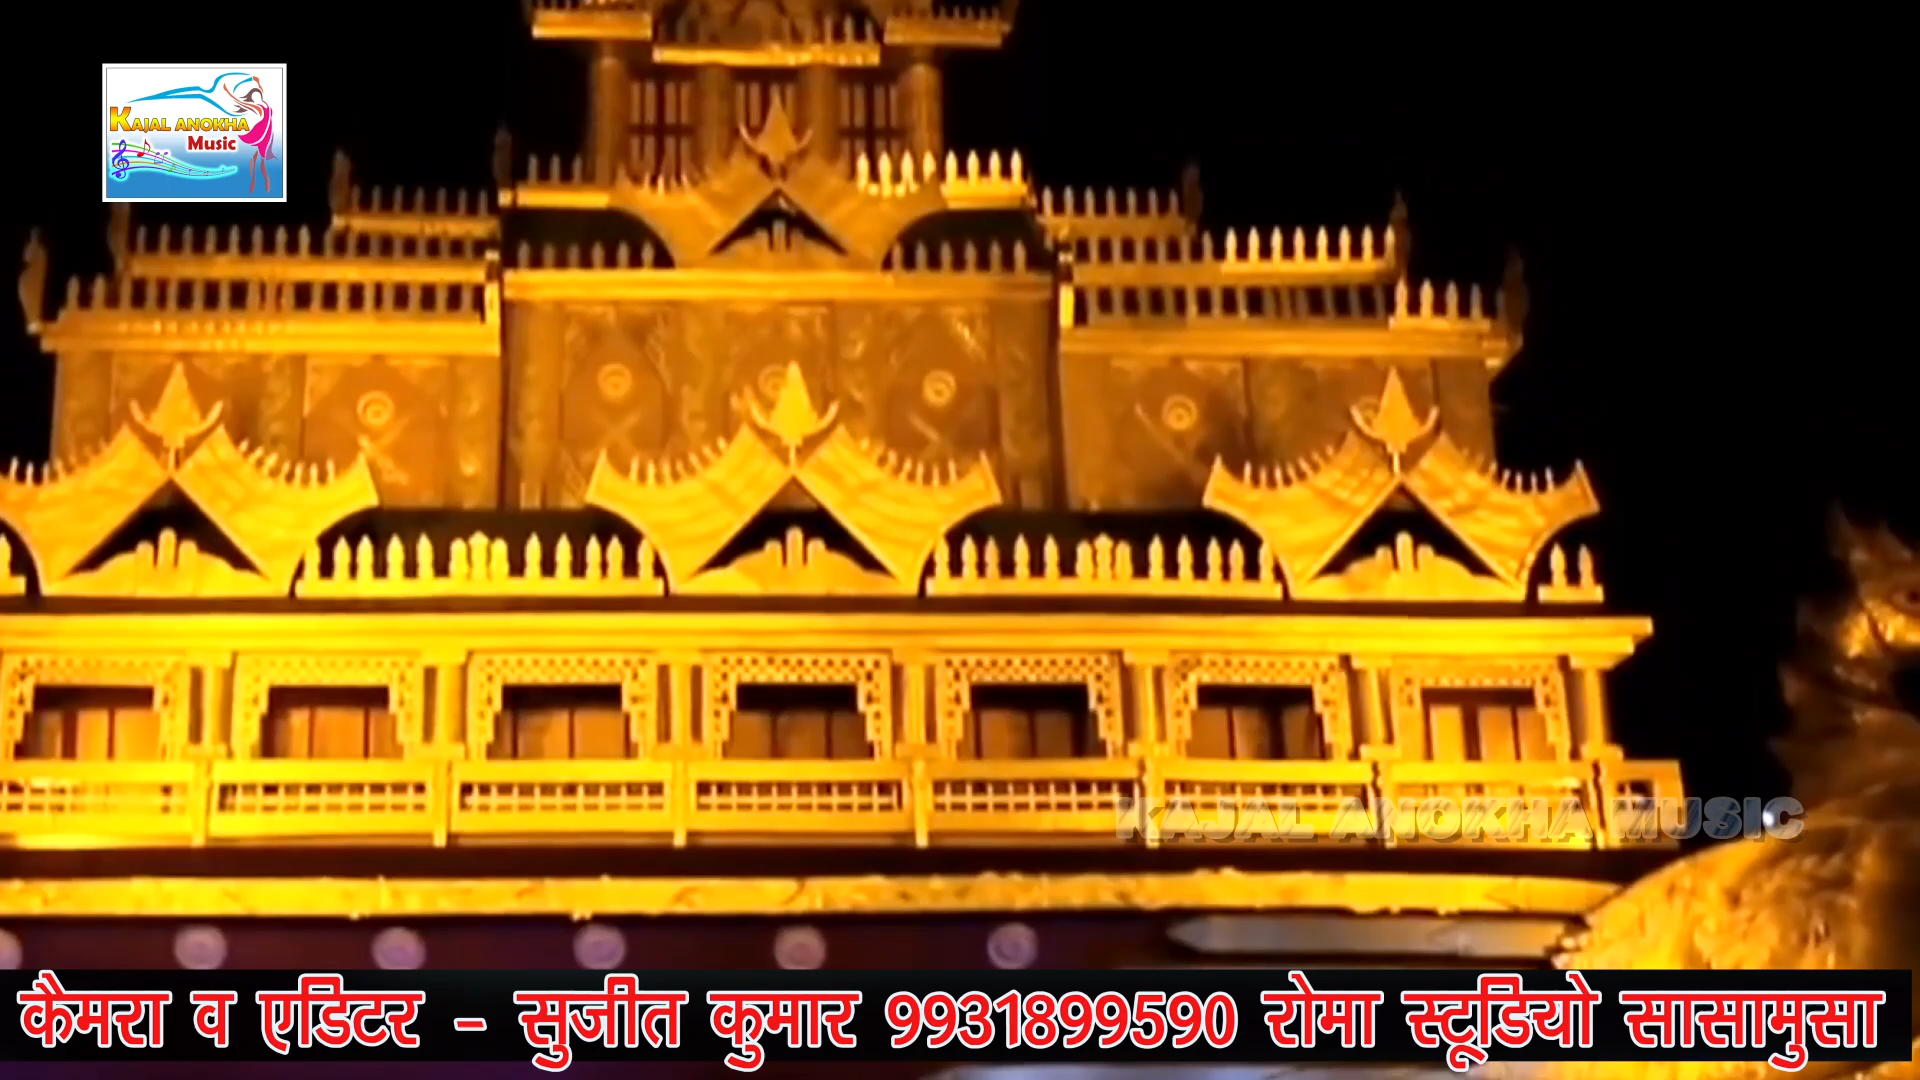 KAJAL ANOKHA
Music
KAJAL ANOKHA MUSIC
कैमरा व एडिटर - सुजीत कुमार 9931899590 रोमा स्टूडियो सासामुसा